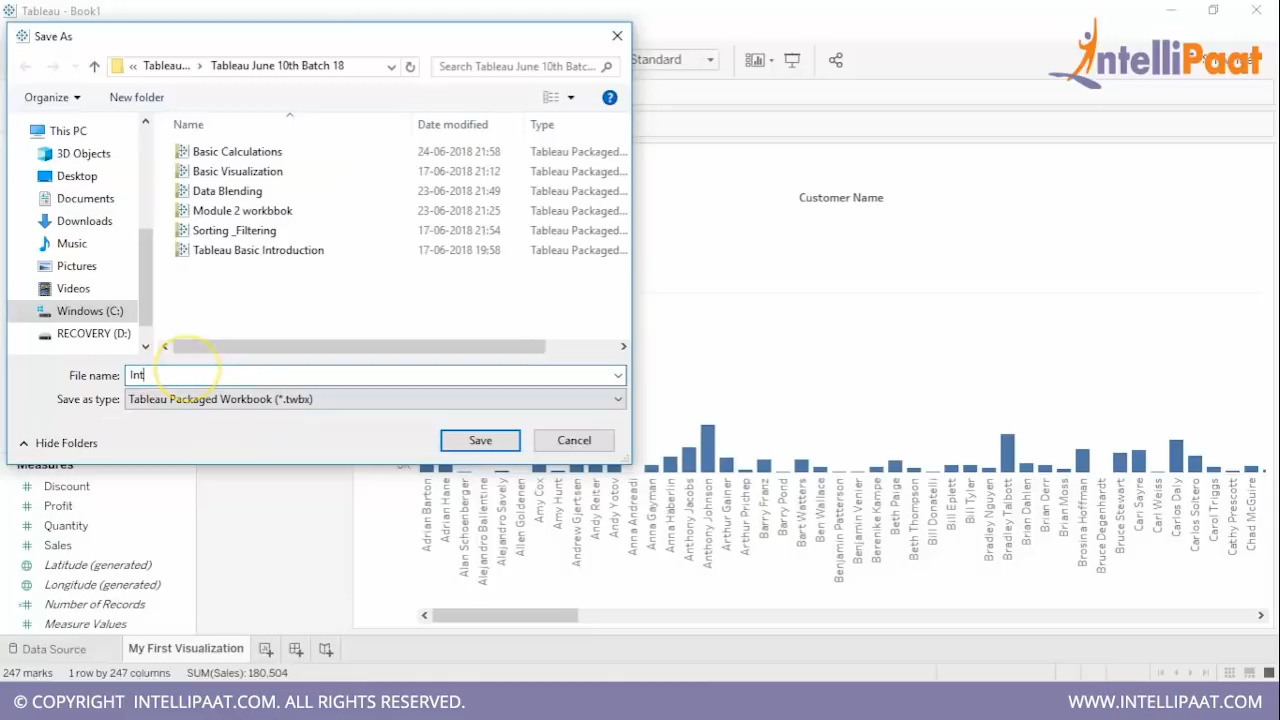 Tableau - Book1
Save As
« Tableau... › Tableau June 10th Batch 18
Search Tableau June 10th Batc...
Standard
IntelliPaat
Organize
New folder
This PC
3D Objects
Desktop
Documents
Downloads
Music
Pictures
Videos
Windows (C:)
RECOVERY (D:)
Name Date modified Type
Basic Calculations 24-06-2018 21:58 Tableau Packaged...
Basic Visualization 17-06-2018 21:12 Tableau Packaged...
Data Blending 23-06-2018 21:49 Tableau Packaged...
Module 2 workbbok 23-06-2018 21:25 Tableau Packaged...
Sorting _Filtering 17-06-2018 21:54 Tableau Packaged...
Tableau Basic Introduction 17-06-2018 19:58 Tableau Packaged...
File name: Int
Save as type: Tableau Packaged Workbook (*.twbx)
Hide Folders
Save
Cancel
Customer Name
Measures
Discount
Profit
Quantity
Sales
Latitude (generated)
Longitude (generated)
Number of Records
Measure Values
Adrian Barton
Adrian Hane
Alan Schoenberger
Alejandro Ballentine
Alejandro Savely
Allen Goldenen
Amy Cox
Amy Hunt
Andrew Gjertsen
Andy Reiter
Andy Yotov
Anna Andreadi
Anna Gayman
Anna Häberlin
Anthony Jacobs
Anthony Johnson
Arthur Gainer
Arthur Prichep
Barry Franz
Barry Pond
Bart Watters
Ben Wallace
Benjamin Patterson
Benjamin Venier
Berenike Kampe
Beth Paige
Beth Thompson
Bill Donatelli
Bill Eplett
Bill Tyler
Bradley Nguyen
Bradley Talbott
Brian Dahlen
Brian Derr
Brian Moss
Brosina Hoffman
Bruce Degenhardt
Bruce Stewart
Cari Sayre
Carl Weiss
Carlos Daly
Carlos Soltero
Carol Triggs
Cathy Prescott
Chad McGuire
Data Source
My First Visualization
247 marks 1 row by 247 columns SUM(Sales): 180,504
© COPYRIGHT INTELLIPAAT.COM. ALL RIGHTS RESERVED.
WWW.INTELLIPAAT.COM